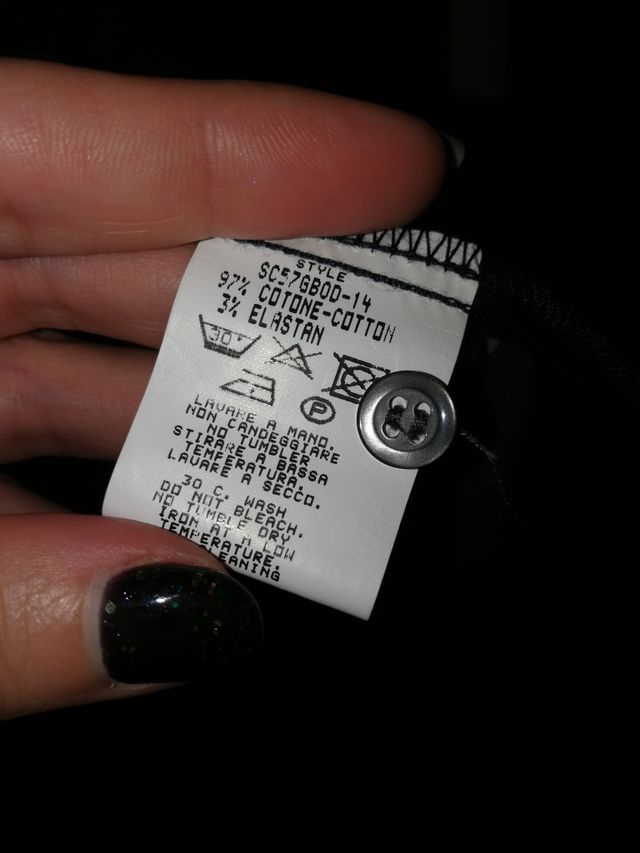 STYLE
SC57GBOD-14
97% COTONE-COTTON
3% ELASTAN
30°
P
LAVARE A MANO.
NON CANDEGGIARE
NO TUMBLER
STIRARE A BASSA
TEMPERATURA.
LAVARE A SECCO.
30 C. WASH
DO NOT BLEACH.
NO TUMBLE DRY
IRON AT A LOW
TEMPERATURE.